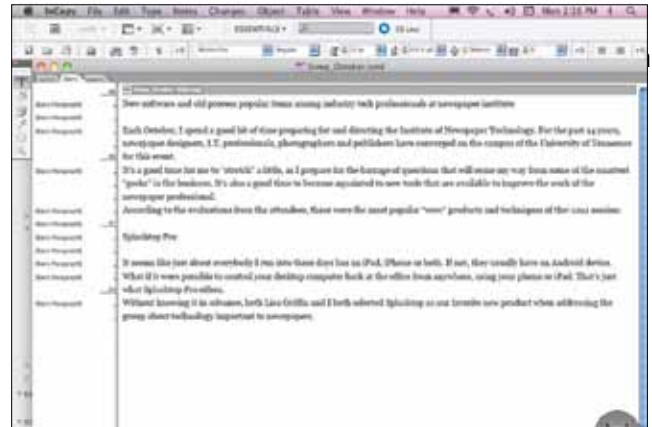 InCopy File Edit Type Notes Changes Object Table View Window Help Mon 2:28 PM
ESSENTIALS
CS Live
New software and old presses popular items among industry tech professionals at newspaper institute
Each October, I spend a good bit of time preparing for and directing the Institute of Newspaper Technology. For the past 14 years,
newspaper designers, I.T. professionals, photographers and publishers have converged on the campus of the University of Tennessee
for this event.
It's a good time for me to "stretch" a little, as I prepare for the barrage of questions that will come my way from some of the smartest
"geeks" in the business. It's also a good time to become acquainted to new tools that are available to improve the work of the
newspaper professional.
According to the evaluations from the attendees, these were the most popular "wow" products and techniques of the 2011 session:
Splashtop Pro
It seems like just about everybody I run into these days has an iPad, iPhone or both. If not, they usually have an Android device.
What if it were possible to control your desktop computer back at the office from anywhere, using your phone or iPad. That's just
what Splashtop Pro offers.
Without knowing it in advance, both Lisa Griffin and I both selected Splashtop as our favorite new product when addressing the
group about technology important to newspapers.